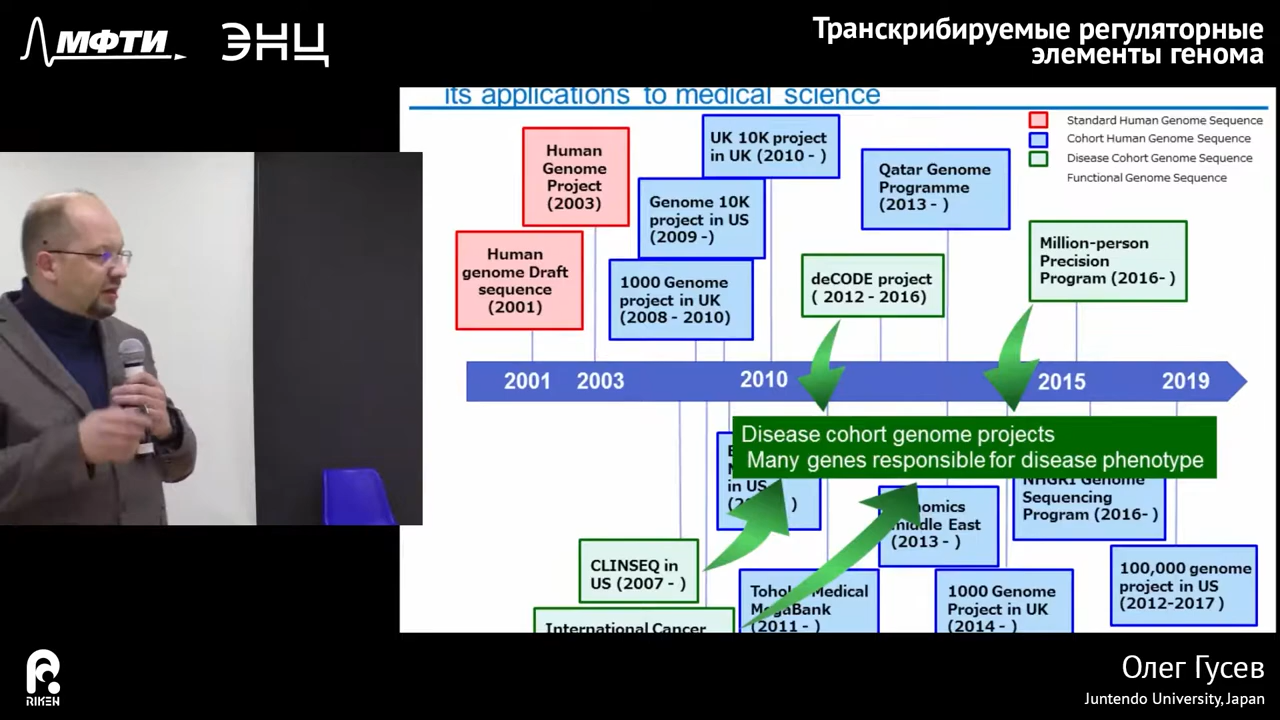 МФТИ
ЭНЦ
Транскрибируемые регуляторные
элементы генома
its applications to medical science
Standard Human Genome Sequence
Cohort Human Genome Sequence
Disease Cohort Genome Sequence
Functional Genome Sequence
Human
Genome
Project
(2003)
Human
genome Draft
sequence
(2001)
UK 10K project
in UK (2010 - )
Genome 10K
project in US
(2009 -)
1000 Genome
project in UK
(2008 - 2010)
Qatar Genome
Programme
(2013 - )
deCODE project
( 2012 - 2016)
Million-person
Precision
Program (2016- )
2001
2003
2010
2015
2019
Disease cohort genome projects
Many genes responsible for disease phenotype
in US
)
CLINSEQ in
US (2007 - )
International Cancer
Medical
(2011 - )
Middle East
(2013 - )
1000 Genome
Project in UK
(2014 - )
NHGRI Genome
Sequencing
Program (2016- )
100,000 genome
project in US
(2012-2017 )
RIKEN
Олег Гусев
Juntendo University, Japan